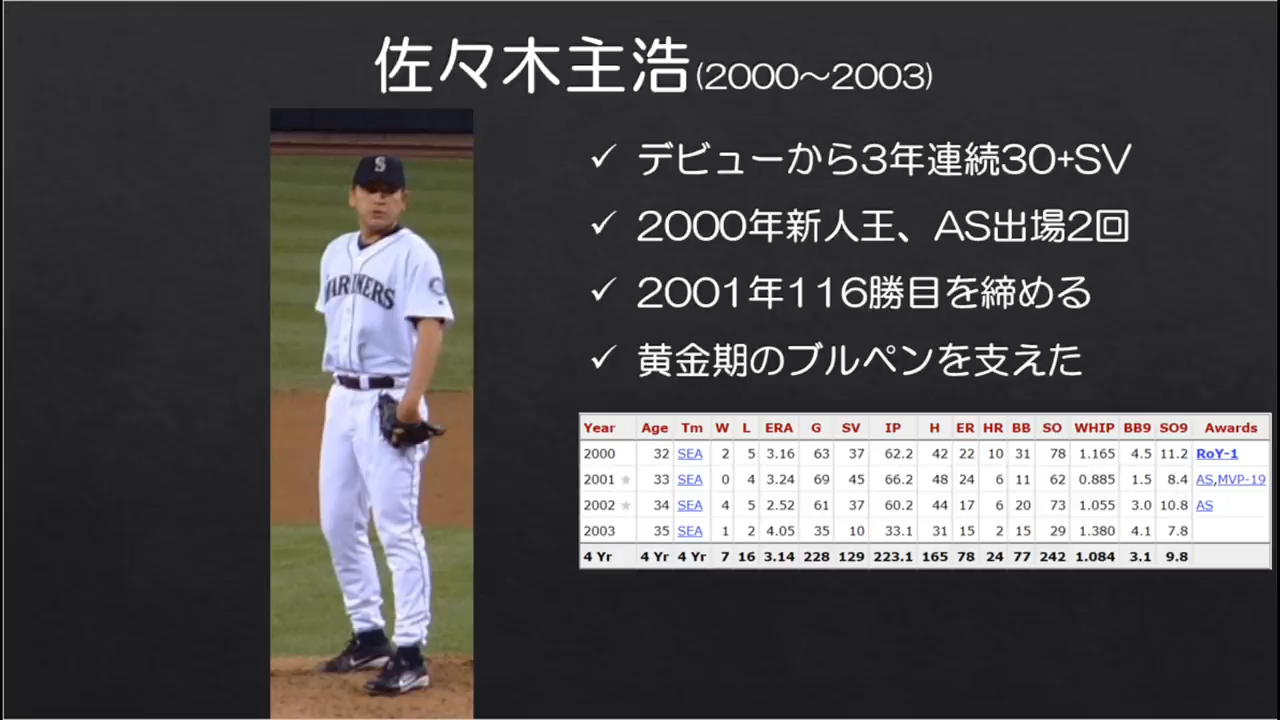 佐々木主浩(2000～2003)
✓ デビューから3年連続30+SV
✓ 2000年新人王、AS出場2回
✓ 2001年116勝目を締める
✓ 黄金期のブルペンを支えた
S
MARINERS
Year Age Tm W L ERA G SV IP H ER HR BB SO WHIP BB9 SO9 Awards
2000 32 SEA 2 5 3.16 63 37 62.2 42 22 10 31 78 1.165 4.5 11.2 RoY-1
2001 ★ 33 SEA 0 4 3.24 69 45 66.2 48 24 6 11 62 0.885 1.5 8.4 AS,MVP-19
2002 ★ 34 SEA 4 5 2.52 61 37 60.2 44 17 6 20 73 1.055 3.0 10.8 AS
2003 35 SEA 1 2 4.05 35 10 33.1 31 15 2 15 29 1.380 4.1 7.8
4 Yr 4 Yr 4 Yr 7 16 3.14 228 129 223.1 165 78 24 77 242 1.084 3.1 9.8